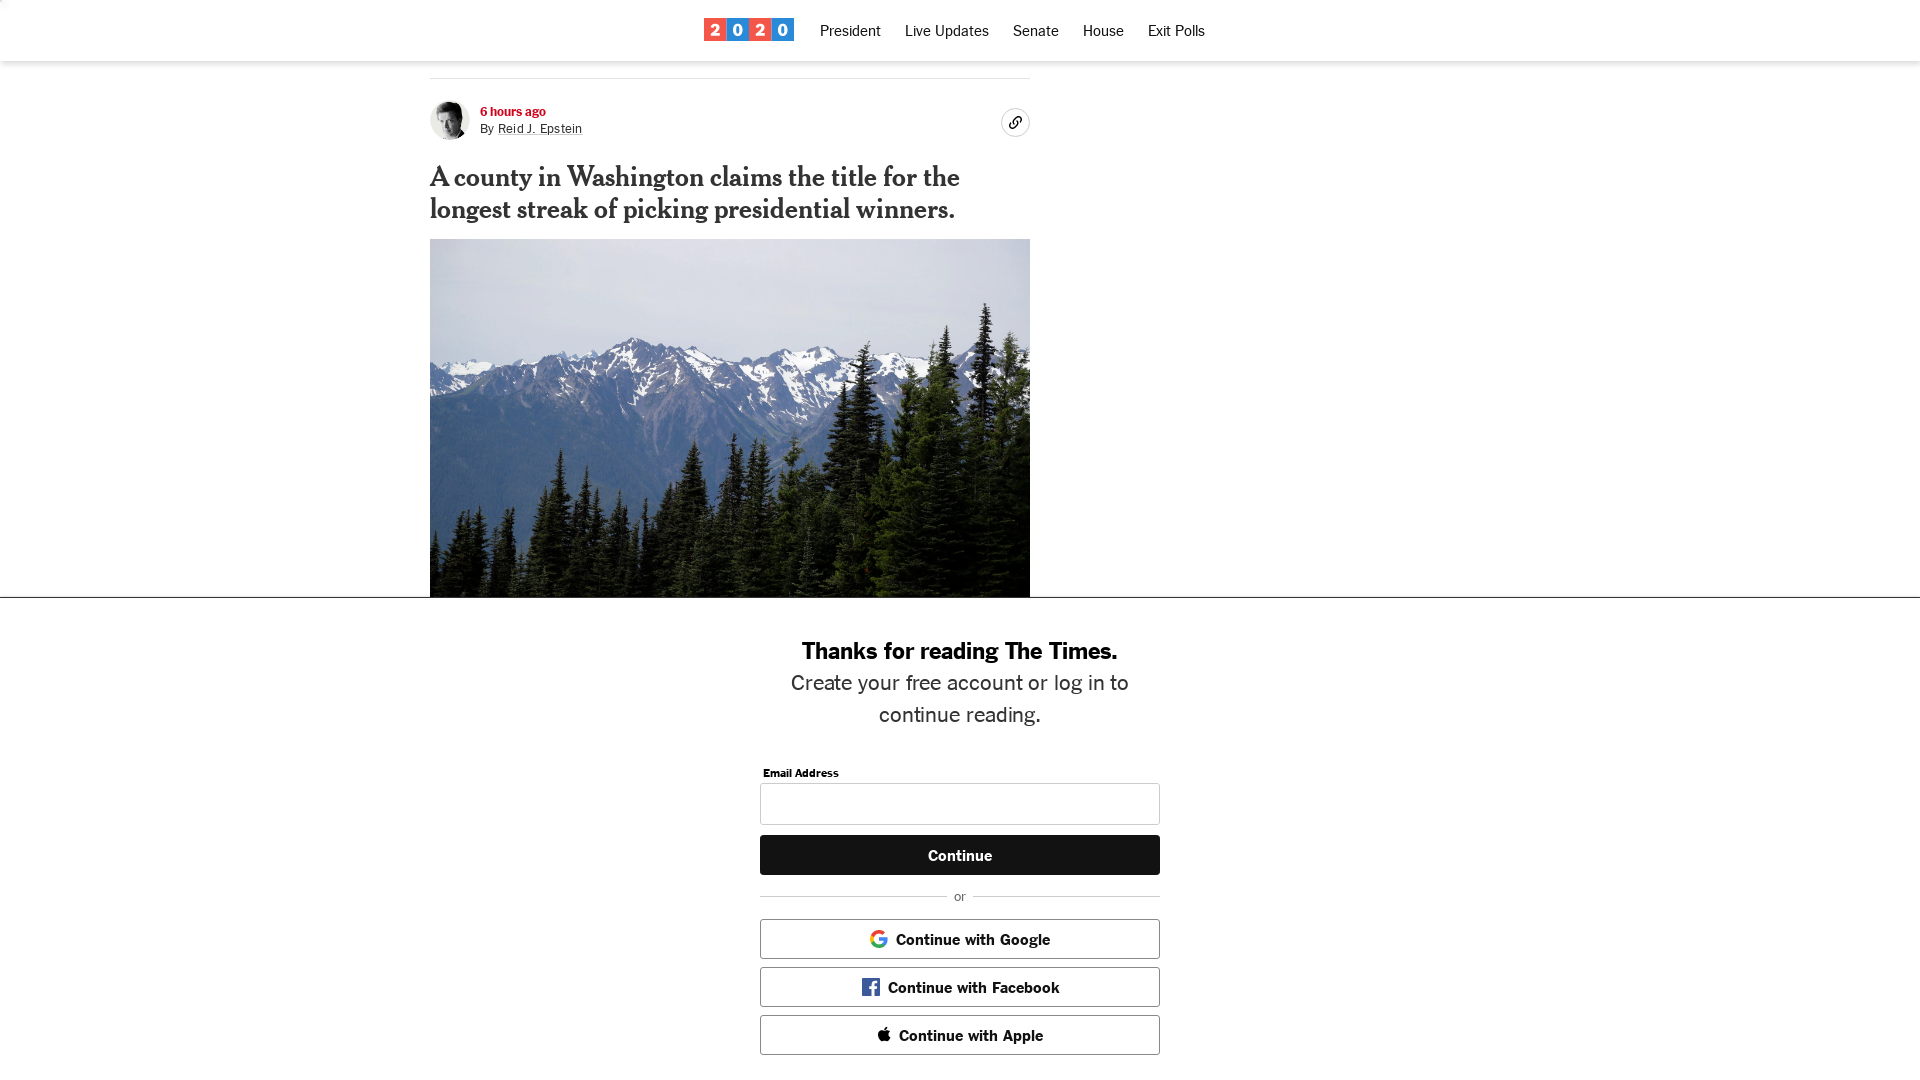 2020
President
Live Updates
Senate
House
Exit Polls
6 hours ago
By Reid J. Epstein
A county in Washington claims the title for the
longest streak of picking presidential winners.
Thanks for reading The Times.
Create your free account or log in to
continue reading.
Email Address
Continue
or
Continue with Google
Continue with Facebook
Continue with Apple